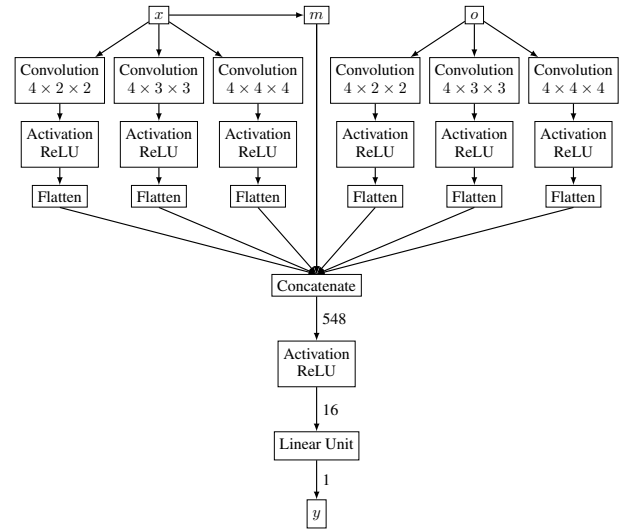 x
m
o
Convolution
4 × 2 × 2
Convolution
4 × 3 × 3
Convolution
4 × 4 × 4
Convolution
4 × 2 × 2
Convolution
4 × 3 × 3
Convolution
4 × 4 × 4
Activation
ReLU
Activation
ReLU
Activation
ReLU
Activation
ReLU
Activation
ReLU
Activation
ReLU
Flatten
Flatten
Flatten
Flatten
Flatten
Flatten
Concatenate
548
Activation
ReLU
16
Linear Unit
1
y